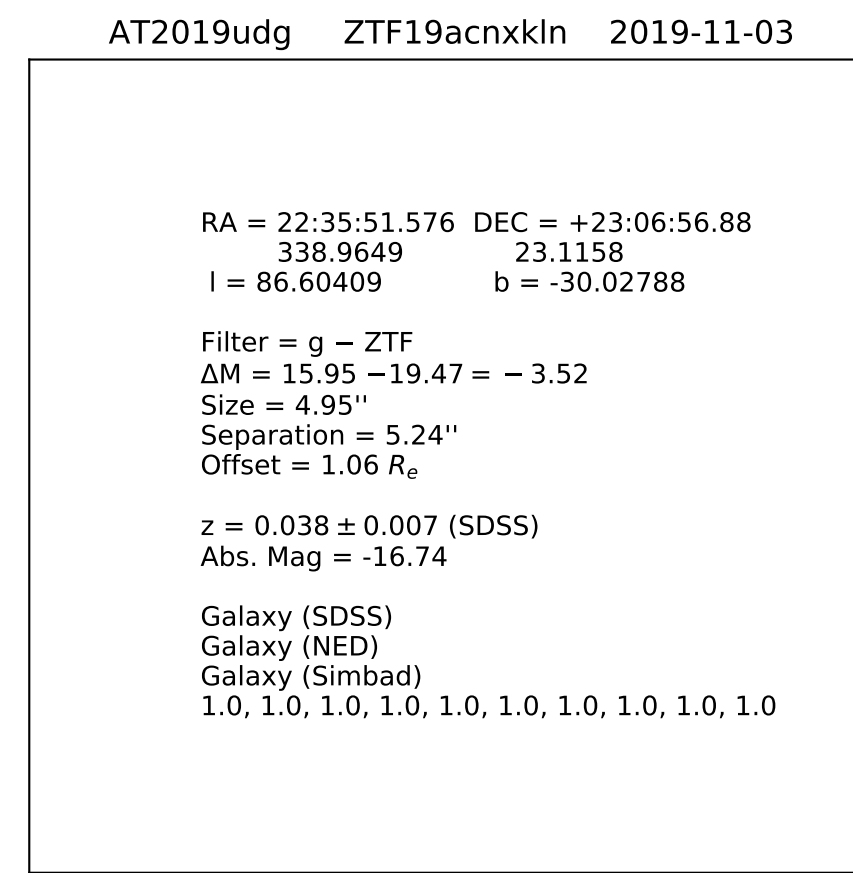 AT2019udg ZTF19acnxkln 2019-11-03
RA = 22:35:51.576 DEC = +23:06:56.88
338.9649 23.1158
l = 86.60409 b = -30.02788
Filter = g − ZTF
ΔM = 15.95 −19.47 = − 3.52
Size = 4.95''
Separation = 5.24''
Offset = 1.06 Re
z = 0.038 ± 0.007 (SDSS)
Abs. Mag = -16.74
Galaxy (SDSS)
Galaxy (NED)
Galaxy (Simbad)
1.0, 1.0, 1.0, 1.0, 1.0, 1.0, 1.0, 1.0, 1.0, 1.0